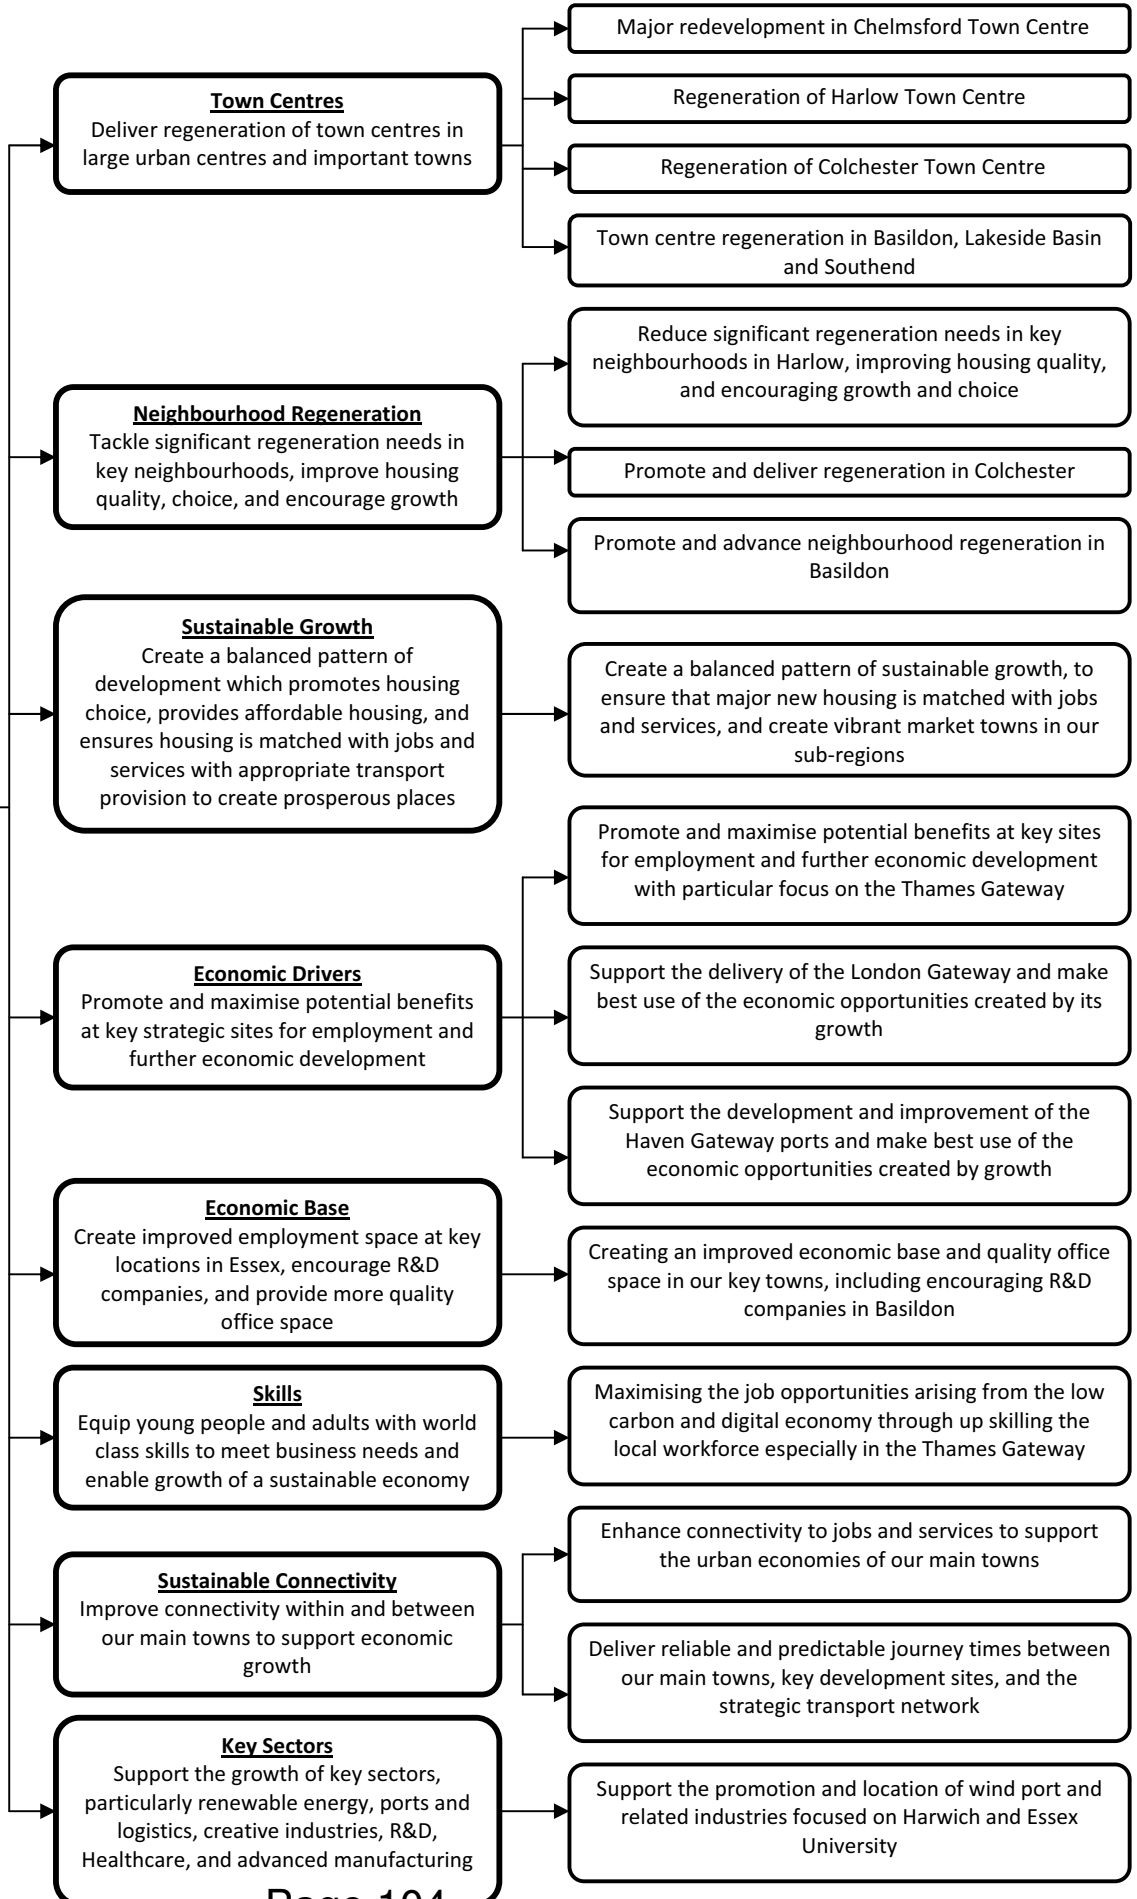 Town Centres
Deliver regeneration of town centres in
large urban centres and important towns
Major redevelopment in Chelmsford Town Centre
Regeneration of Harlow Town Centre
Regeneration of Colchester Town Centre
Town centre regeneration in Basildon, Lakeside Basin
and Southend
Neighbourhood Regeneration
Tackle significant regeneration needs in
key neighbourhoods, improve housing
quality, choice, and encourage growth
Reduce significant regeneration needs in key
neighbourhoods in Harlow, improving housing quality,
and encouraging growth and choice
Promote and deliver regeneration in Colchester
Promote and advance neighbourhood regeneration in
Basildon
Sustainable Growth
Create a balanced pattern of
development which promotes housing
choice, provides affordable housing, and
ensures housing is matched with jobs and
services with appropriate transport
provision to create prosperous places
Create a balanced pattern of sustainable growth, to
ensure that major new housing is matched with jobs
and services, and create vibrant market towns in our
sub-regions
Economic Drivers
Promote and maximise potential benefits
at key strategic sites for employment and
further economic development
Promote and maximise potential benefits at key sites
for employment and further economic development
with particular focus on the Thames Gateway
Support the delivery of the London Gateway and make
best use of the economic opportunities created by its
growth
Support the development and improvement of the
Haven Gateway ports and make best use of the
economic opportunities created by growth
Economic Base
Create improved employment space at key
locations in Essex, encourage R&D
companies, and provide more quality
office space
Creating an improved economic base and quality office
space in our key towns, including encouraging R&D
companies in Basildon
Skills
Equip young people and adults with world
class skills to meet business needs and
enable growth of a sustainable economy
Maximising the job opportunities arising from the low
carbon and digital economy through up skilling the
local workforce especially in the Thames Gateway
Sustainable Connectivity
Improve connectivity within and between
our main towns to support economic
growth
Enhance connectivity to jobs and services to support
the urban economies of our main towns
Deliver reliable and predictable journey times between
our main towns, key development sites, and the
strategic transport network
Key Sectors
Support the growth of key sectors,
particularly renewable energy, ports and
logistics, creative industries, R&D,
Healthcare, and advanced manufacturing
Support the promotion and location of wind port and
related industries focused on Harwich and Essex
University
Page 104